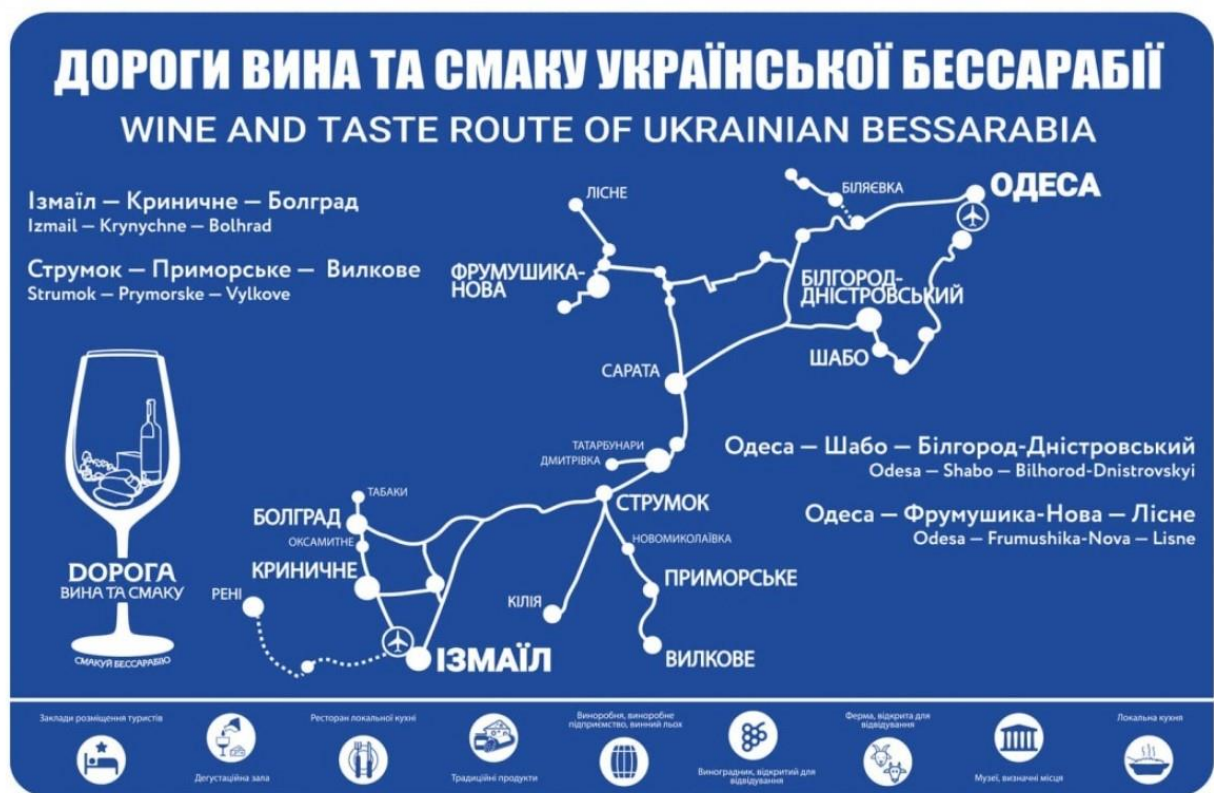 ДОРОГИ ВИНА ТА СМАКУ УКРАЇНСЬКОЇ БЕССАРАБІЇ
WINE AND TASTE ROUTE OF UKRAINIAN BESSARABIA
Ізмаїл – Криничне – Болград
Izmail – Krynychne – Bolhrad
Струмок – Приморське – Вилкове
Strumok – Prymorske – Vylkove
ЛІСНЕ
БІЛЯЄВКА
ОДЕСА
ФРУМУШИКА-
НОВА
БІЛГОРОД-
ДНІСТРОВСЬКИЙ
ШАБО
САРАТА
ТАТАРБУНАРИ
ДМИТРІВКА
СТРУМОК
Одеса – Шабо – Білгород-Дністровський
Odesa – Shabo – Bilhorod-Dnistrovskyi
Одеса – Фрумушика-Нова – Лісне
Odesa – Frumushika-Nova – Lisne
ТАБАКИ
БОЛГРАД
ОКСАМИТНЕ
КРИНИЧНЕ
РЕНІ
ІЗМАЇЛ
КІЛІЯ
НОВОМИКОЛАЇВКА
ПРИМОРСЬКЕ
ВИЛКОВЕ
DОРОГА
ВИНА ТА СМАКУ
СМАКУЙ БЕССАРАБІЮ
Заклади розміщення туристів
Дегустаційна зала
Ресторан локальної кухні
Традиційні продукти
Виноробня, виноробне
підприємство, винний льох
Виноградник, відкритий для
відвідування
Ферма, відкрита для
відвідування
Музеї, визначні місця
Локальна кухня